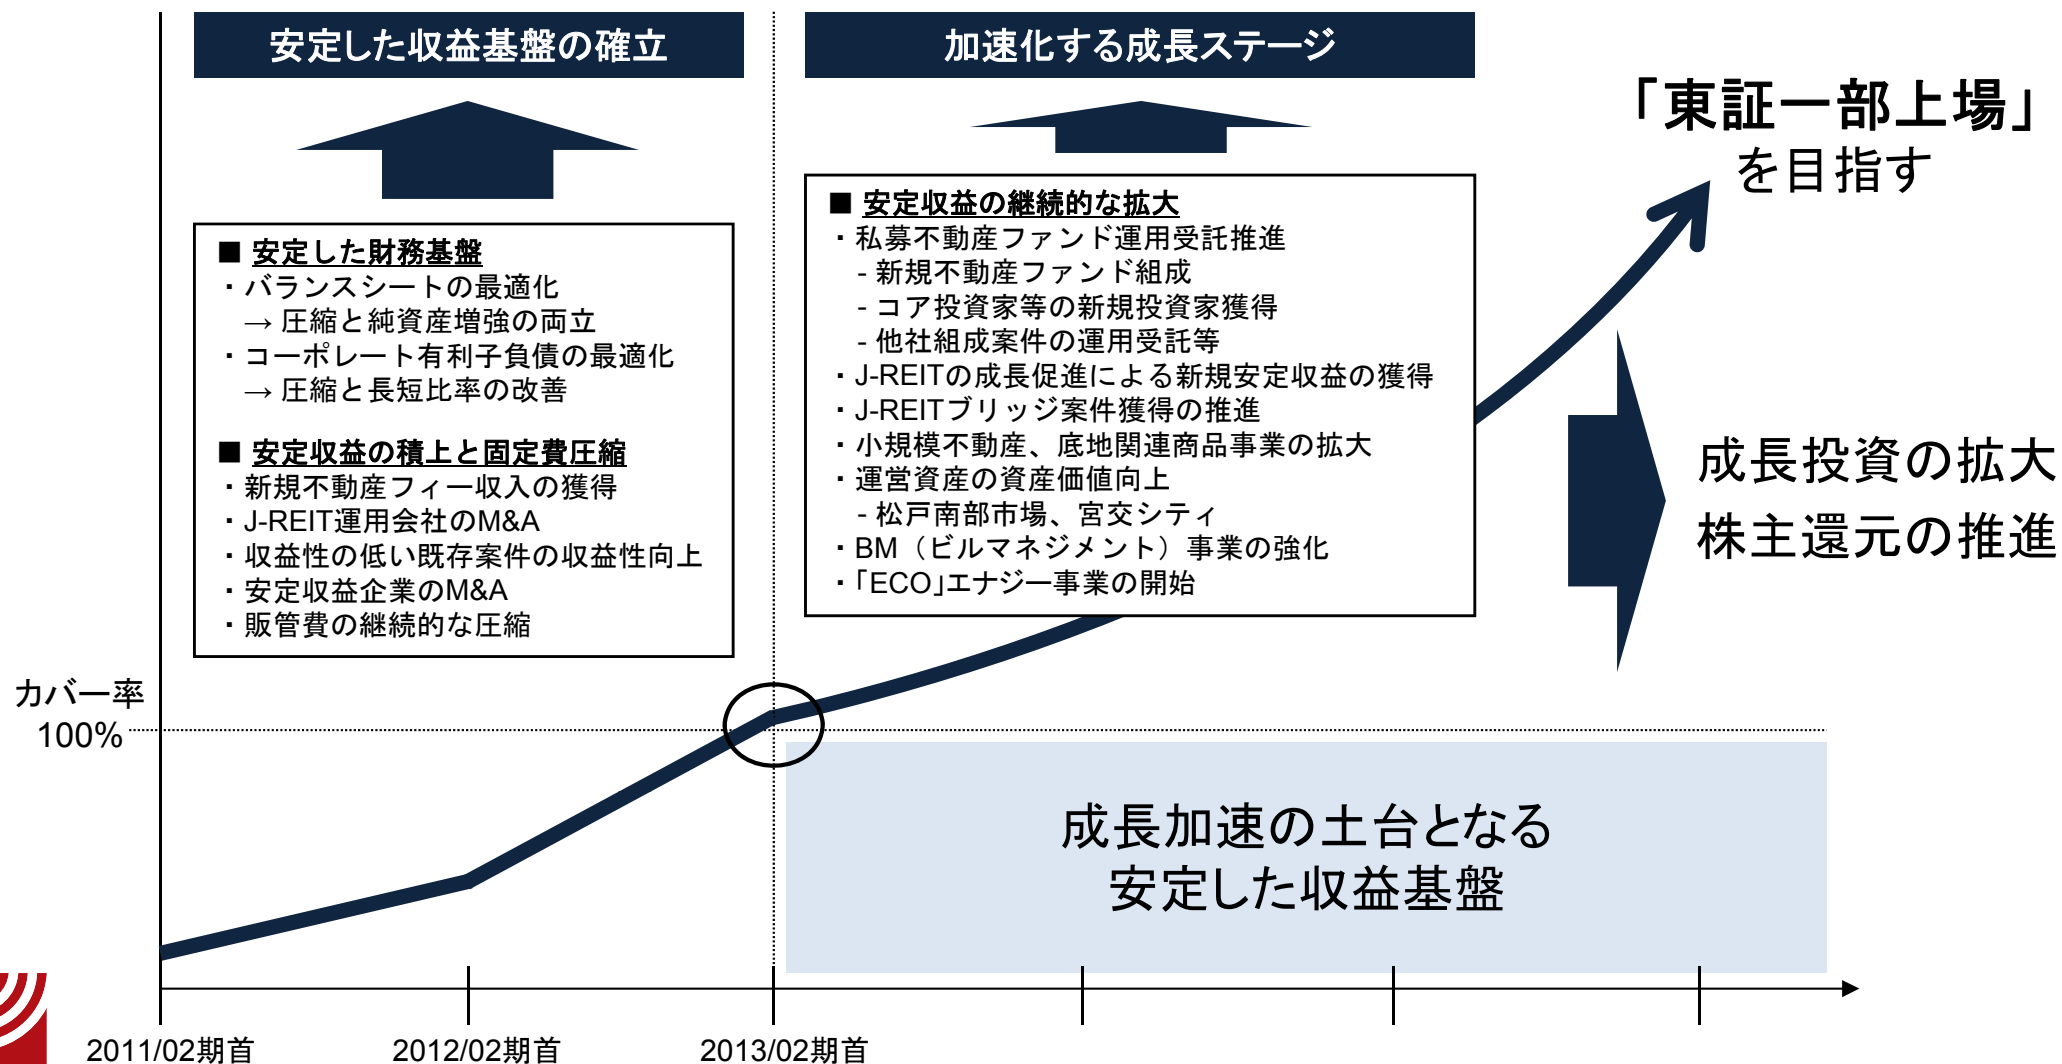 安定した収益基盤の確立
■ 安定した財務基盤
・バランスシートの最適化
→ 圧縮と純資産増強の両立
・コーポレート有利子負債の最適化
→ 圧縮と長短比率の改善
■ 安定収益の積上と固定費圧縮
・新規不動産フィー収入の獲得
・J-REIT運用会社のM&A
・収益性の低い既存案件の収益性向上
・安定収益企業のM&A
・販管費の継続的な圧縮
加速化する成長ステージ
■ 安定収益の継続的な拡大
・私募不動産ファンド運用受託推進
- 新規不動産ファンド組成
- コア投資家等の新規投資家獲得
- 他社組成案件の運用受託等
・J-REITの成長促進による新規安定収益の獲得
・J-REITブリッジ案件獲得の推進
・小規模不動産、底地関連商品事業の拡大
・運営資産の資産価値向上
- 松戸南部市場、宮交シティ
・BM（ビルマネジメント）事業の強化
・「ECO」エナジー事業の開始
「東証一部上場」
を目指す
成長投資の拡大
株主還元の推進
カバー率
100%
成長加速の土台となる
安定した収益基盤
2011/02期首
2012/02期首
2013/02期首